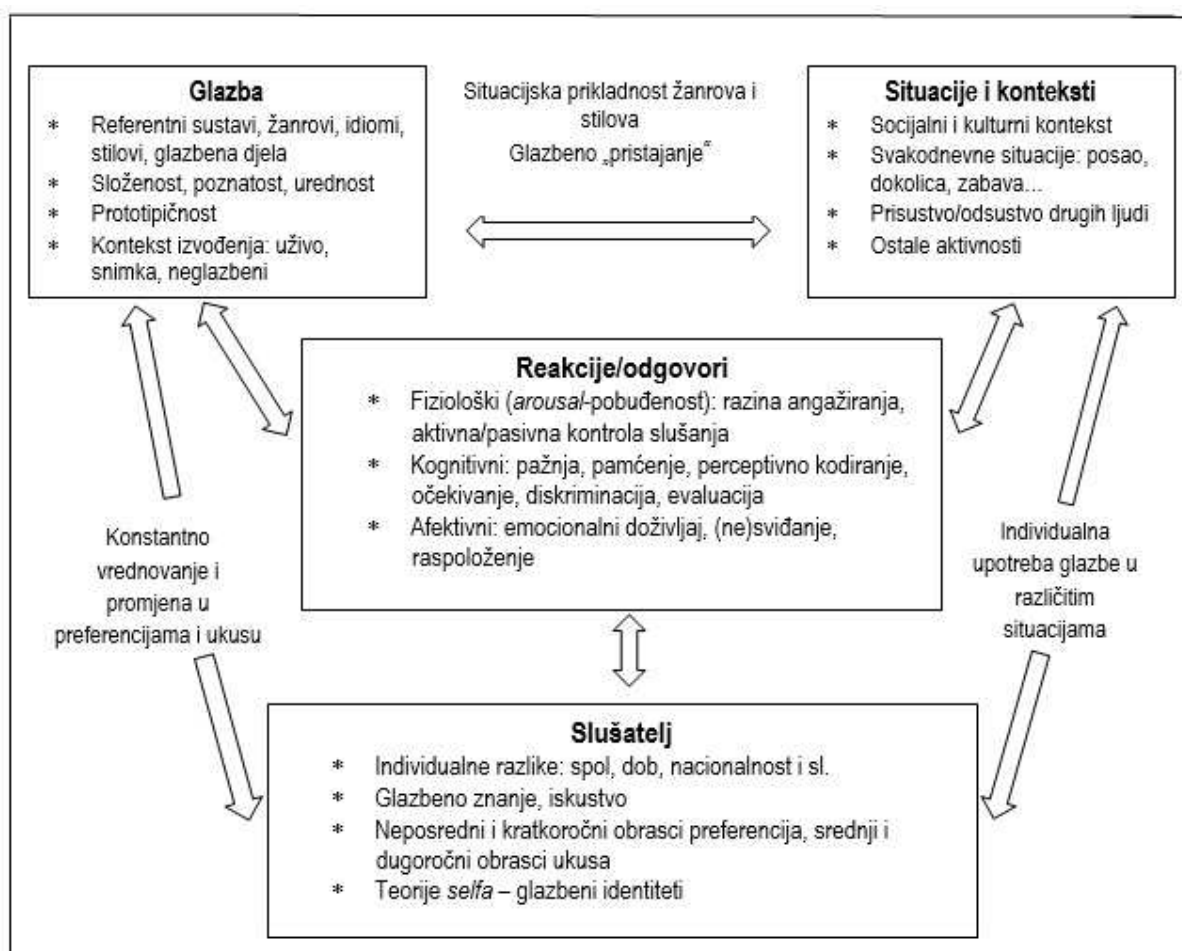 Glazba
* Referentni sustavi, žanrovi, idiomi,
stilovi, glazbena djela
* Složenost, poznatost, urednost
* Prototipičnost
* Kontekst izvođenja: uživo,
snimka, neglazbeni
Situacijska prikladnost žanrova i
stilova
Glazbeno „pristajanje“
Situacije i konteksti
* Socijalni i kulturni kontekst
* Svakodnevne situacije: posao,
dokolica, zabava...
* Prisustvo/odsustvo drugih ljudi
* Ostale aktivnosti
Reakcije/odgovori
* Fiziološki (arousal-pobuđenost): razina angažiranja,
aktivna/pasivna kontrola slušanja
* Kognitivni: pažnja, pamćenje, perceptivno kodiranje,
očekivanje, diskriminacija, evaluacija
* Afektivni: emocionalni doživljaj, (ne)sviđanje,
raspoloženje
Konstantno
vrednovanje i
promjena u
preferencijama i ukusu
Individualna
upotreba glazbe u
različitim
situacijama
Slušatelj
* Individualne razlike: spol, dob, nacionalnost i sl.
* Glazbeno znanje, iskustvo
* Neposredni i kratkoročni obrasci preferencija, srednji i
dugoročni obrasci ukusa
* Teorije selfa – glazbeni identiteti